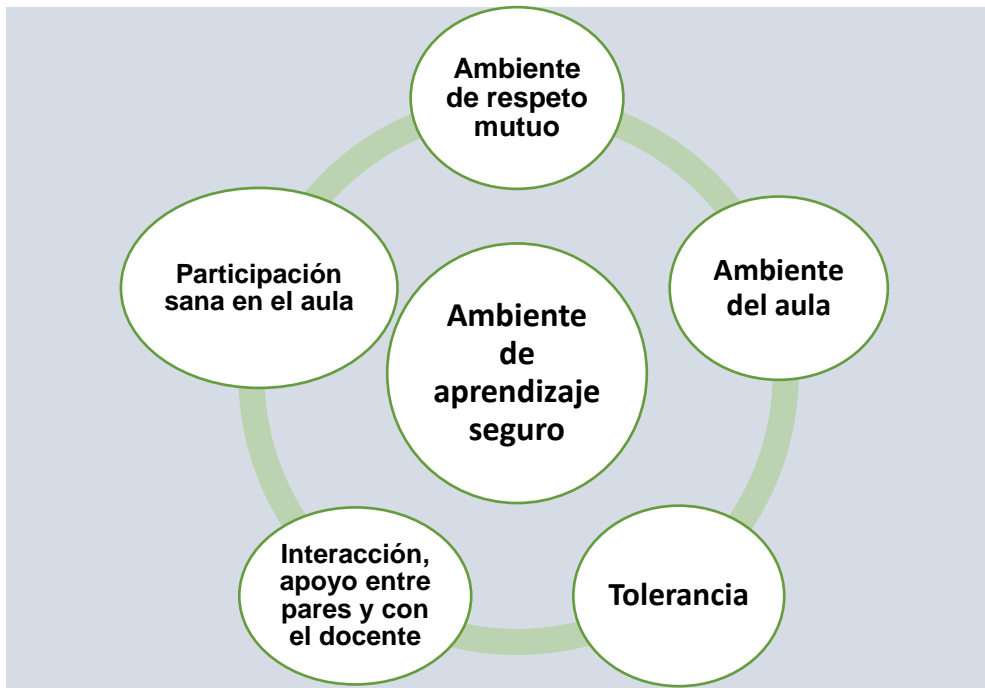 Ambiente
de respeto
mutuo
Participación
sana en el aula
Ambiente
del aula
Ambiente
de
aprendizaje
seguro
Interacción,
apoyo entre
pares y con
el docente
Tolerancia